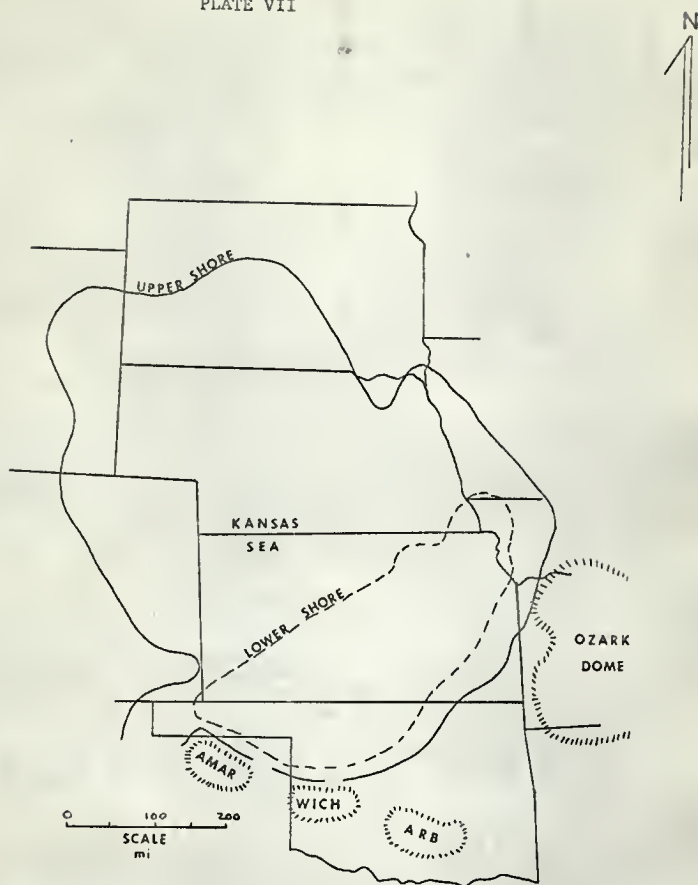 PLATE VII
N
UPPER SHORE
KANSAS
SEA
LOWER SHORE
OZARK
DOME
AMAR
WICH
ARB
0 100 200
SCALE
mi